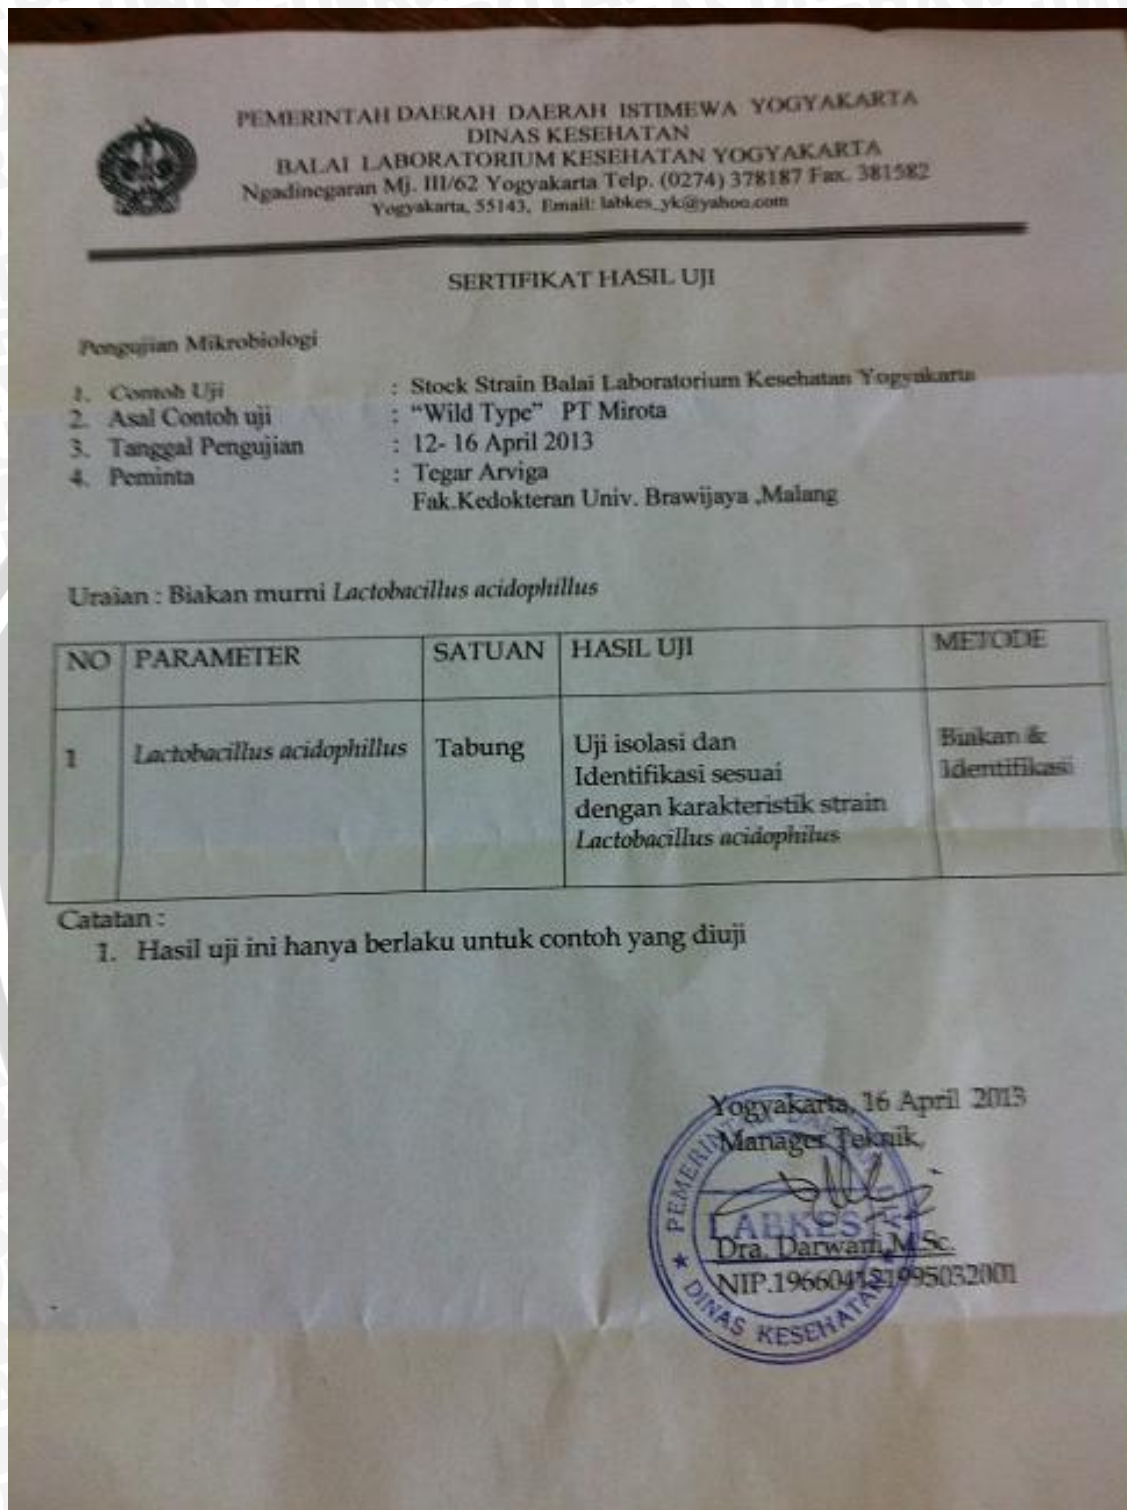 PEMERINTAH DAERAH DAERAH ISTIMEWA YOGYAKARTA
DINAS KESEHATAN
BALAI LABORATORIUM KESEHATAN YOGYAKARTA
Ngadinegaran Mj. III/62 Yogyakarta Telp. (0274) 378187 Fax. 381582
Yogyakarta, 55143, Email: labkes_yk@yahoo.com
SERTIFIKAT HASIL UJI
Pengujian Mikrobiologi
1. Contoh Uji : Stock Strain Balai Laboratorium Kesehatan Yogyakarta
2. Asal Contoh uji : “Wild Type” PT Mirota
3. Tanggal Pengujian : 12- 16 April 2013
4. Peminta : Tegar Arviga
Fak.Kedokteran Univ. Brawijaya ,Malang
Uraian : Biakan murni Lactobacillus acidophillus
NO PARAMETER SATUAN HASIL UJI METODE
1 Lactobacillus acidophillus Tabung Uji isolasi dan Biakan &
Identifikasi sesuai Identifikasi
dengan karakteristik strain
Lactobacillus acidophilus
Catatan :
1. Hasil uji ini hanya berlaku untuk contoh yang diuji
Yogyakarta, 16 April 2013
Manager Teknik,
LABKES
Dra. Darwani,M.Sc.
DINAS KESEHATAN